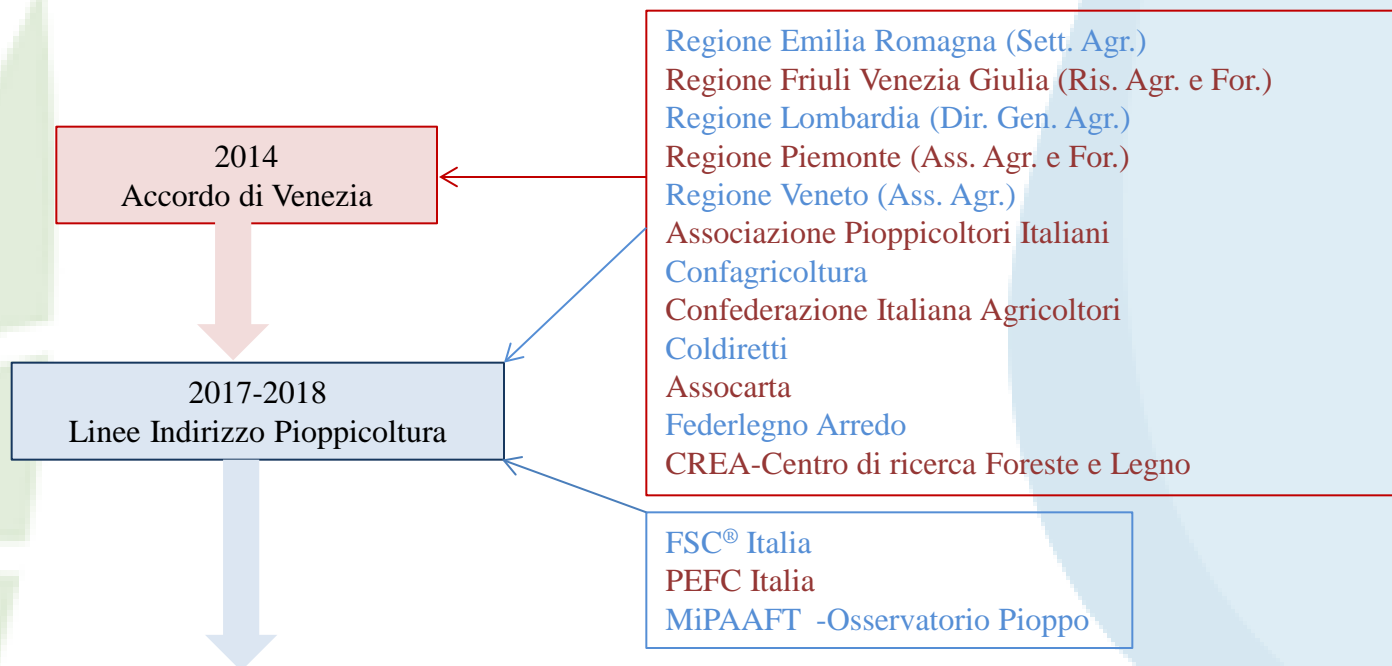 2014
Accordo di Venezia
2017-2018
Linee Indirizzo Pioppicoltura
Regione Emilia Romagna (Sett. Agr.)
Regione Friuli Venezia Giulia (Ris. Agr. e For.)
Regione Lombardia (Dir. Gen. Agr.)
Regione Piemonte (Ass. Agr. e For.)
Regione Veneto (Ass. Agr.)
Associazione Pioppicoltori Italiani
Confagricoltura
Confederazione Italiana Agricoltori
Coldiretti
Assocarta
Federlegno Arredo
CREA-Centro di ricerca Foreste e Legno
FSC® Italia
PEFC Italia
MiPAAFT -Osservatorio Pioppo